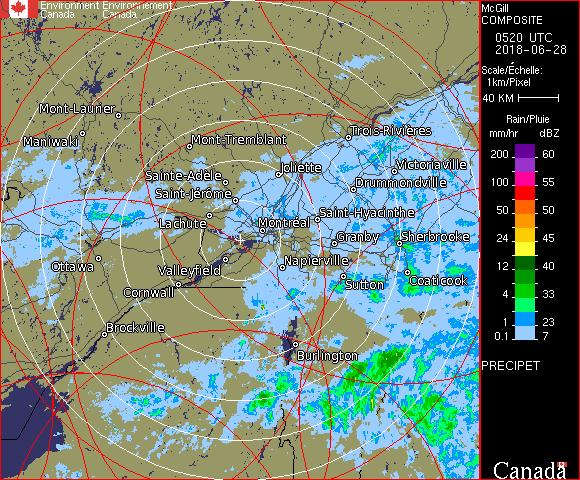 Environment Environnement
Canada Canada
McGill
COMPOSITE
0520 UTC
2018-06-28
Scale/Échelle:
1km/Pixel
40 KM
Rain/Pluie
mm/hr dBZ
200 60
100 55
50 50
24 45
12 40
4 33
1 23
0.1 7
PRECIPET
Canada
Mont-Laurier
Maniwaki
Mont-Tremblant
Trois-Rivières
Joliette
Victoriaville
Sainte-Adèle
Drummondville
Saint-Jérôme
Lachute
Montréal
Saint-Hyacinthe
Granby
Sherbrooke
Ottawa
Valleyfield
Napierville
Cornwall
Sutton
Coaticook
Brockville
Burlington